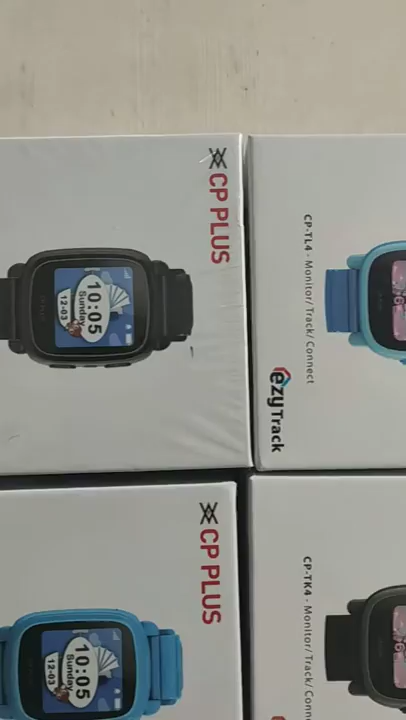 CP PLUS
10:05
Sunday
12-03
CP-TL4 - Monitor/ Track/ Connect
ezyTrack
CP PLUS
10:05
Sunday
12-03
CP-TK4 - Monitor/ Track/ Conn